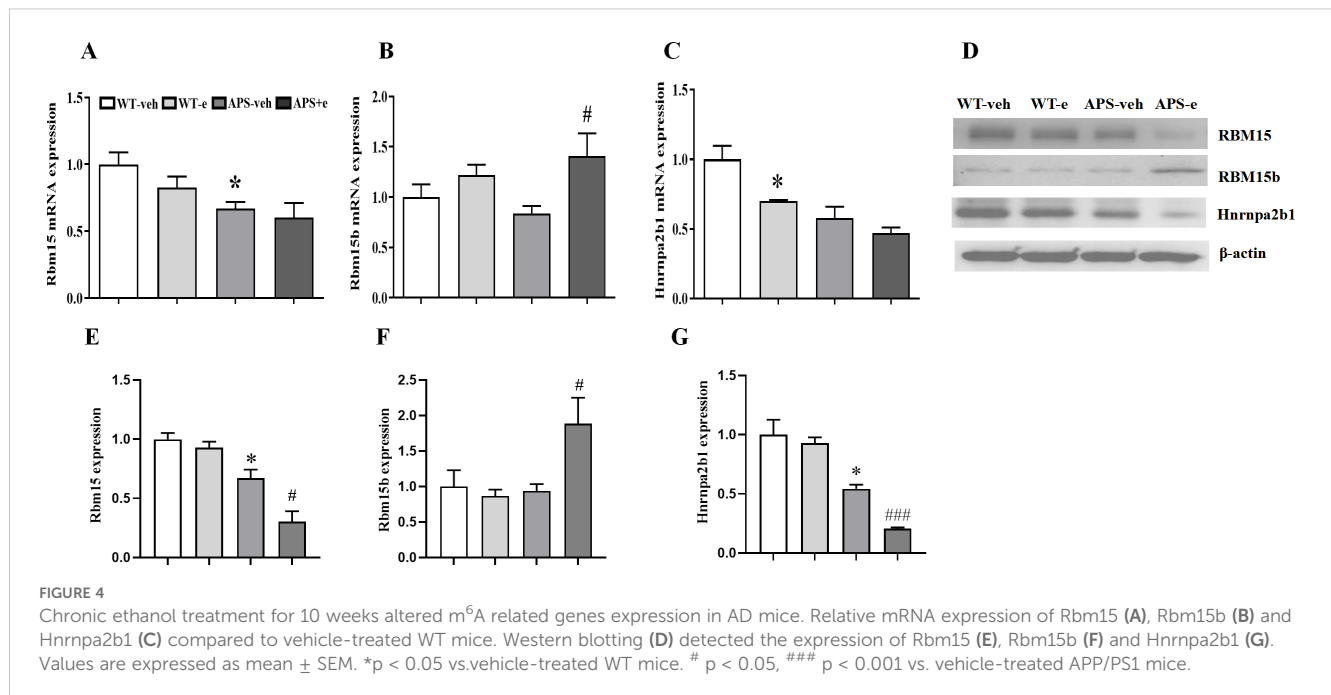 A
Rbm15 mRNA expression
1.5
1.0
0.5
0.0
WT-veh WT-e APS-veh APS+e
*
B
Rbm15b mRNA expression
2.0
1.5
1.0
0.5
0.0
#
C
Hnrnpa2b1 mRNA expression
1.5
1.0
0.5
0.0
*
D
WT-veh WT-e APS-veh APS-e
RBM15
RBM15b
Hnrnpa2b1
β-actin
E
Rbm15 expression
1.5
1.0
0.5
0.0
*
#
F
Rbm15b expression
2.5
2.0
1.5
1.0
0.5
0.0
#
G
Hnrnpa2b1 expression
1.5
1.0
0.5
0.0
*
###
FIGURE 4
Chronic ethanol treatment for 10 weeks altered m⁶A related genes expression in AD mice. Relative mRNA expression of Rbm15 (A), Rbm15b (B) and
Hnrnpa2b1 (C) compared to vehicle-treated WT mice. Western blotting (D) detected the expression of Rbm15 (E), Rbm15b (F) and Hnrnpa2b1 (G).
Values are expressed as mean ± SEM. *p < 0.05 vs.vehicle-treated WT mice. # p < 0.05, ### p < 0.001 vs. vehicle-treated APP/PS1 mice.